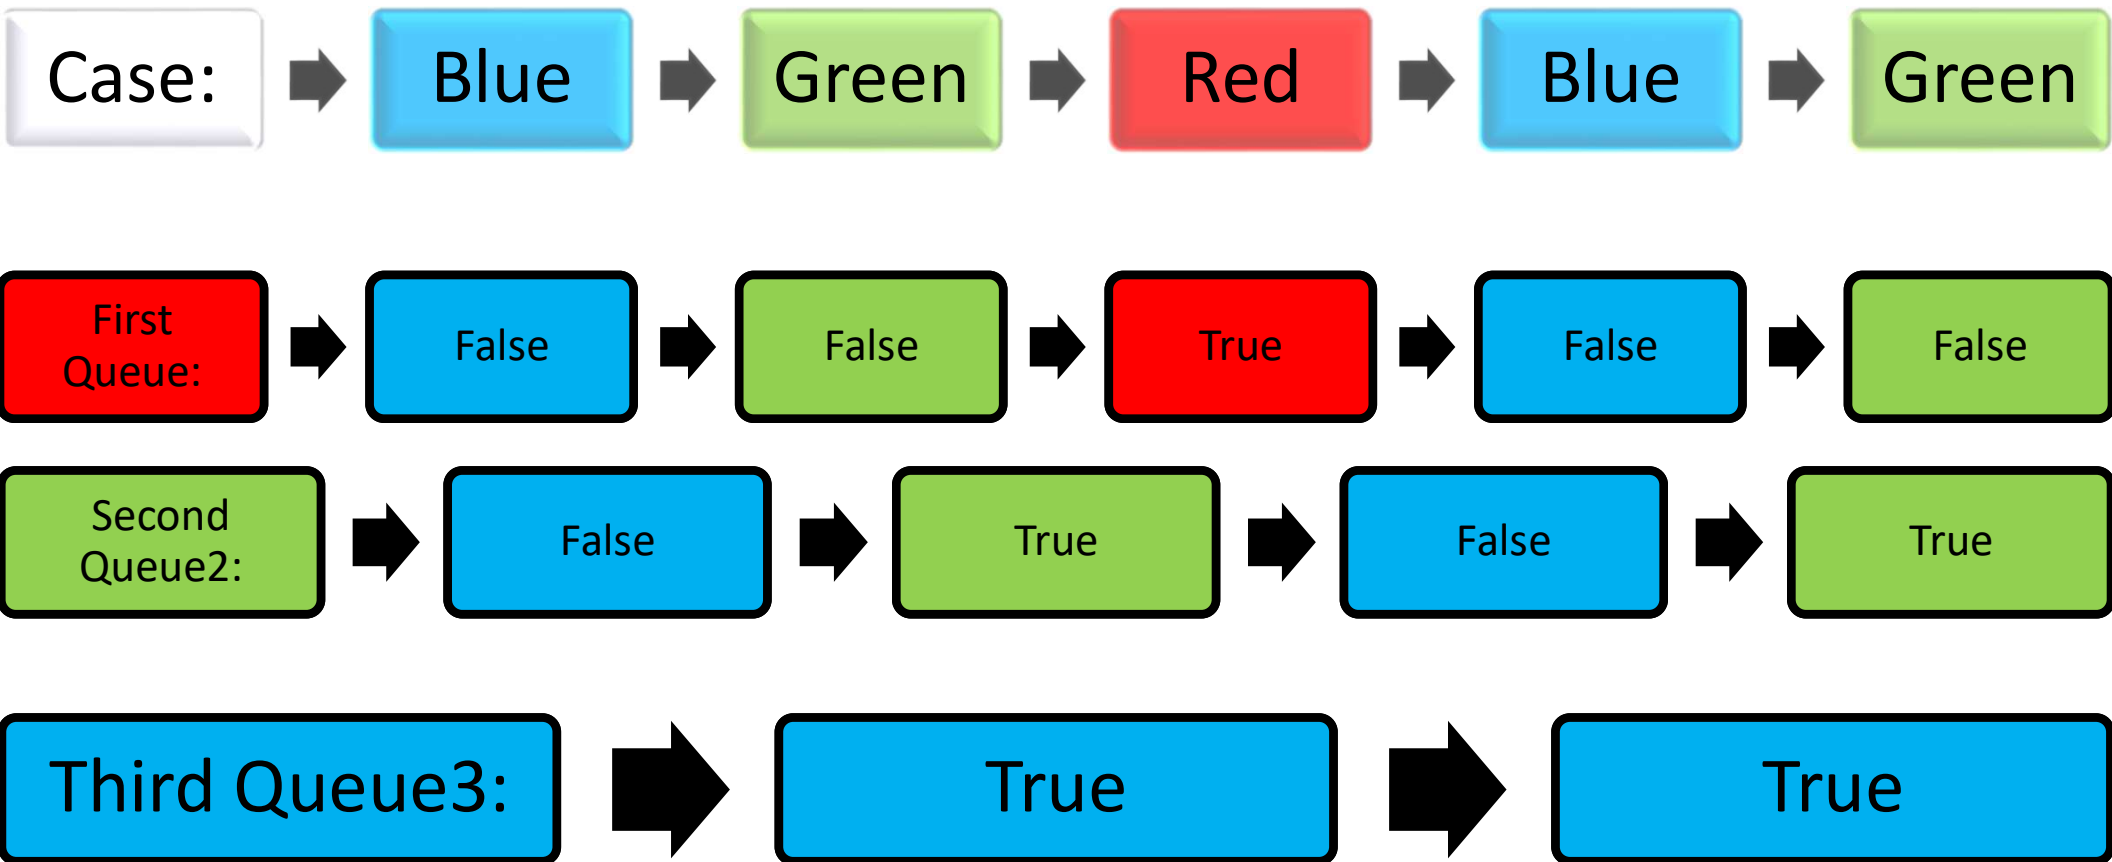 Case: Blue Green Red Blue Green
First
Queue: False False True False False
Second
Queue2: False True False True
Third Queue3: True True